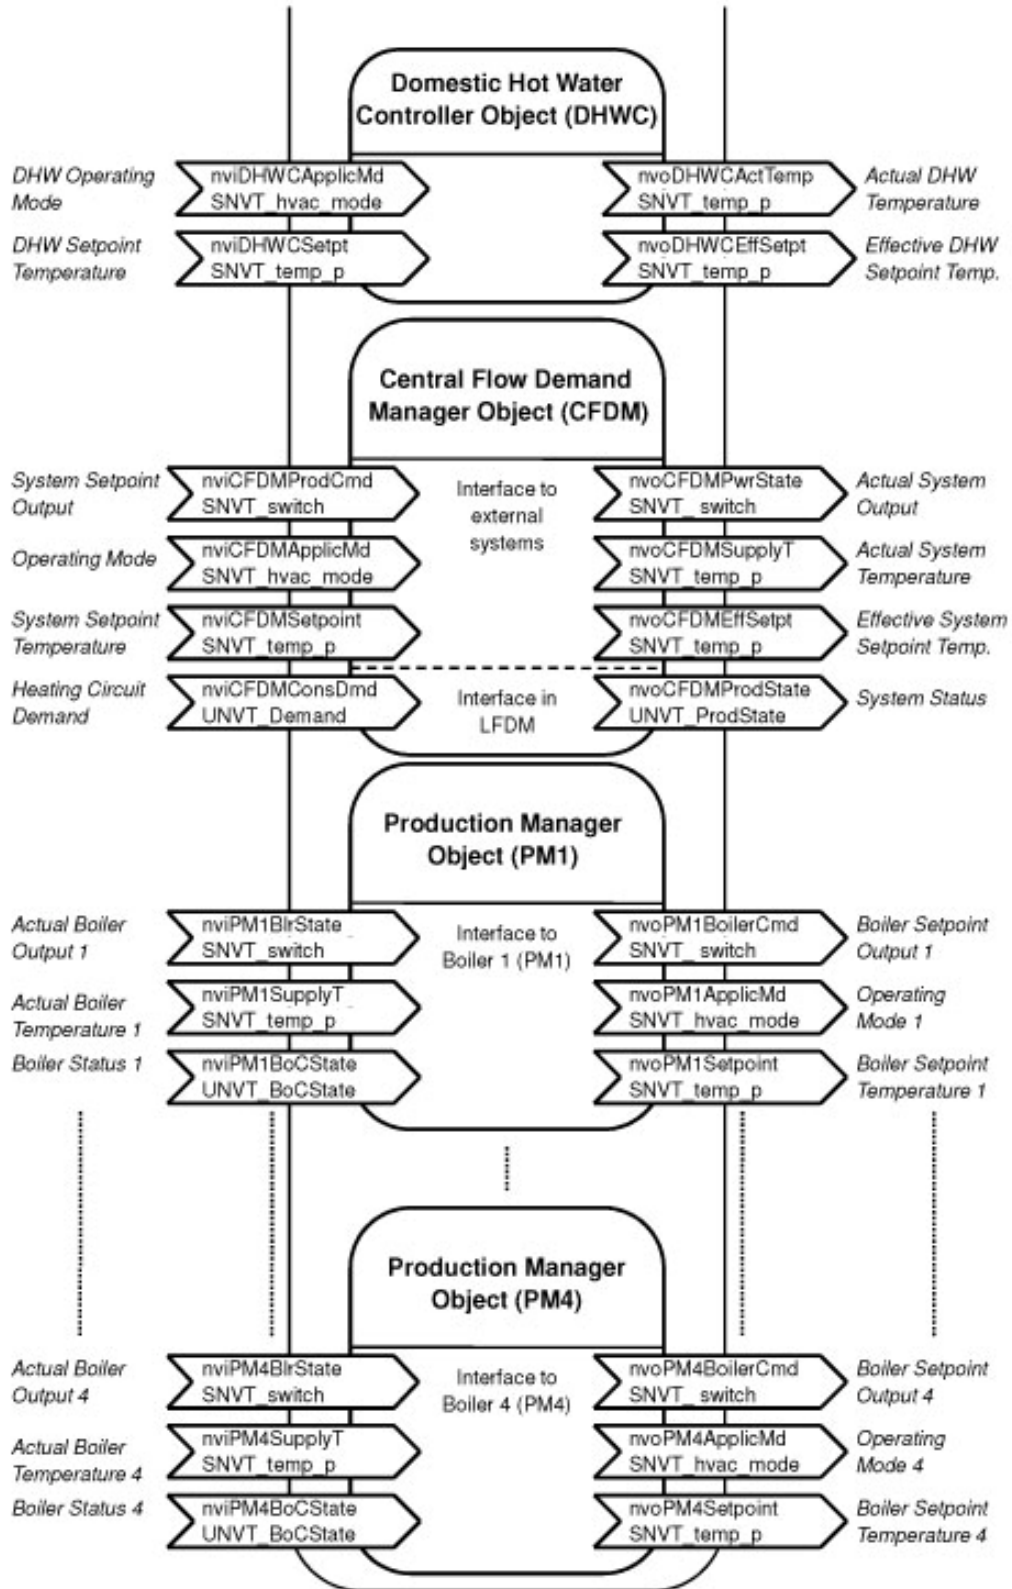 Domestic Hot Water
Controller Object (DHWC)
DHW Operating
Mode
nviDHWCApplicMd
SNVT_hvac_mode
nvoDHWCActTemp
SNVT_temp_p
Actual DHW
Temperature
DHW Setpoint
Temperature
nviDHWCSetpt
SNVT_temp_p
nvoDHWCEffSetpt
SNVT_temp_p
Effective DHW
Setpoint Temp.
Central Flow Demand
Manager Object (CFDM)
System Setpoint
Output
nviCFDMProdCmd
SNVT_switch
Interface to
external
systems
nvoCFDMPwrState
SNVT_ switch
Actual System
Output
Operating Mode
nviCFDMApplicMd
SNVT_hvac_mode
nvoCFDMSupplyT
SNVT_temp_p
Actual System
Temperature
System Setpoint
Temperature
nviCFDMSetpoint
SNVT_temp_p
nvoCFDMEffSetpt
SNVT_temp_p
Effective System
Setpoint Temp.
Heating Circuit
Demand
nviCFDMConsDmd
UNVT_Demand
Interface in
LFDM
nvoCFDMProdState
UNVT_ProdState
System Status
Production Manager
Object (PM1)
Actual Boiler
Output 1
nviPM1BlrState
SNVT_switch
Interface to
Boiler 1 (PM1)
nvoPM1BoilerCmd
SNVT_ switch
Boiler Setpoint
Output 1
Actual Boiler
Temperature 1
nviPM1SupplyT
SNVT_temp_p
nvoPM1ApplicMd
SNVT_hvac_mode
Operating
Mode 1
Boiler Status 1
nviPM1BoCState
UNVT_BoCState
nvoPM1Setpoint
SNVT_temp_p
Boiler Setpoint
Temperature 1
Production Manager
Object (PM4)
Actual Boiler
Output 4
nviPM4BlrState
SNVT_switch
Interface to
Boiler 4 (PM4)
nvoPM4BoilerCmd
SNVT_ switch
Boiler Setpoint
Output 4
Actual Boiler
Temperature 4
nviPM4SupplyT
SNVT_temp_p
nvoPM4ApplicMd
SNVT_hvac_mode
Operating
Mode 4
Boiler Status 4
nviPM4BoCState
UNVT_BoCState
nvoPM4Setpoint
SNVT_temp_p
Boiler Setpoint
Temperature 4